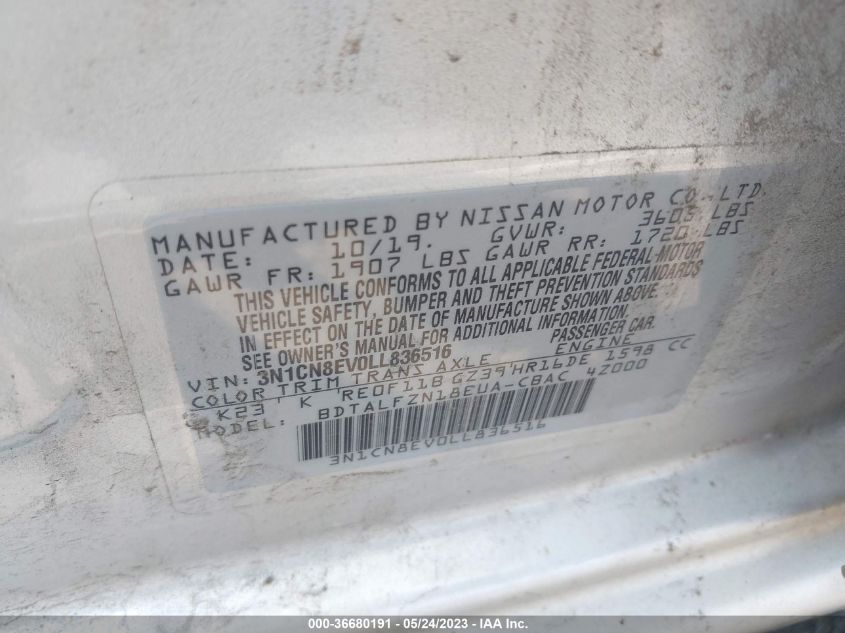 MANUFACTURED BY NISSAN MOTOR CO.,LTD.
DATE: 10/19. GVWR: 3603 LBS
GAWR FR: 1907 LBS GAWR RR: 1720 LBS
THIS VEHICLE CONFORMS TO ALL APPLICABLE FEDERAL MOTOR
VEHICLE SAFETY, BUMPER AND THEFT PREVENTION STANDARDS
IN EFFECT ON THE DATE OF MANUFACTURE SHOWN ABOVE.
SEE OWNER'S MANUAL FOR ADDITIONAL INFORMATION.
VIN: 3N1CN8EV0LL836516 PASSENGER CAR.
COLOR TRIM TRANS AXLE ENGINE
K23 K RE0F11B GZ39 HR16DE 1598 CC
MODEL: BDTALFZN18EUA-CBAC 4Z000
3N1CN8EV0LL836516
000-36680191 - 05/24/2023 - IAA Inc.